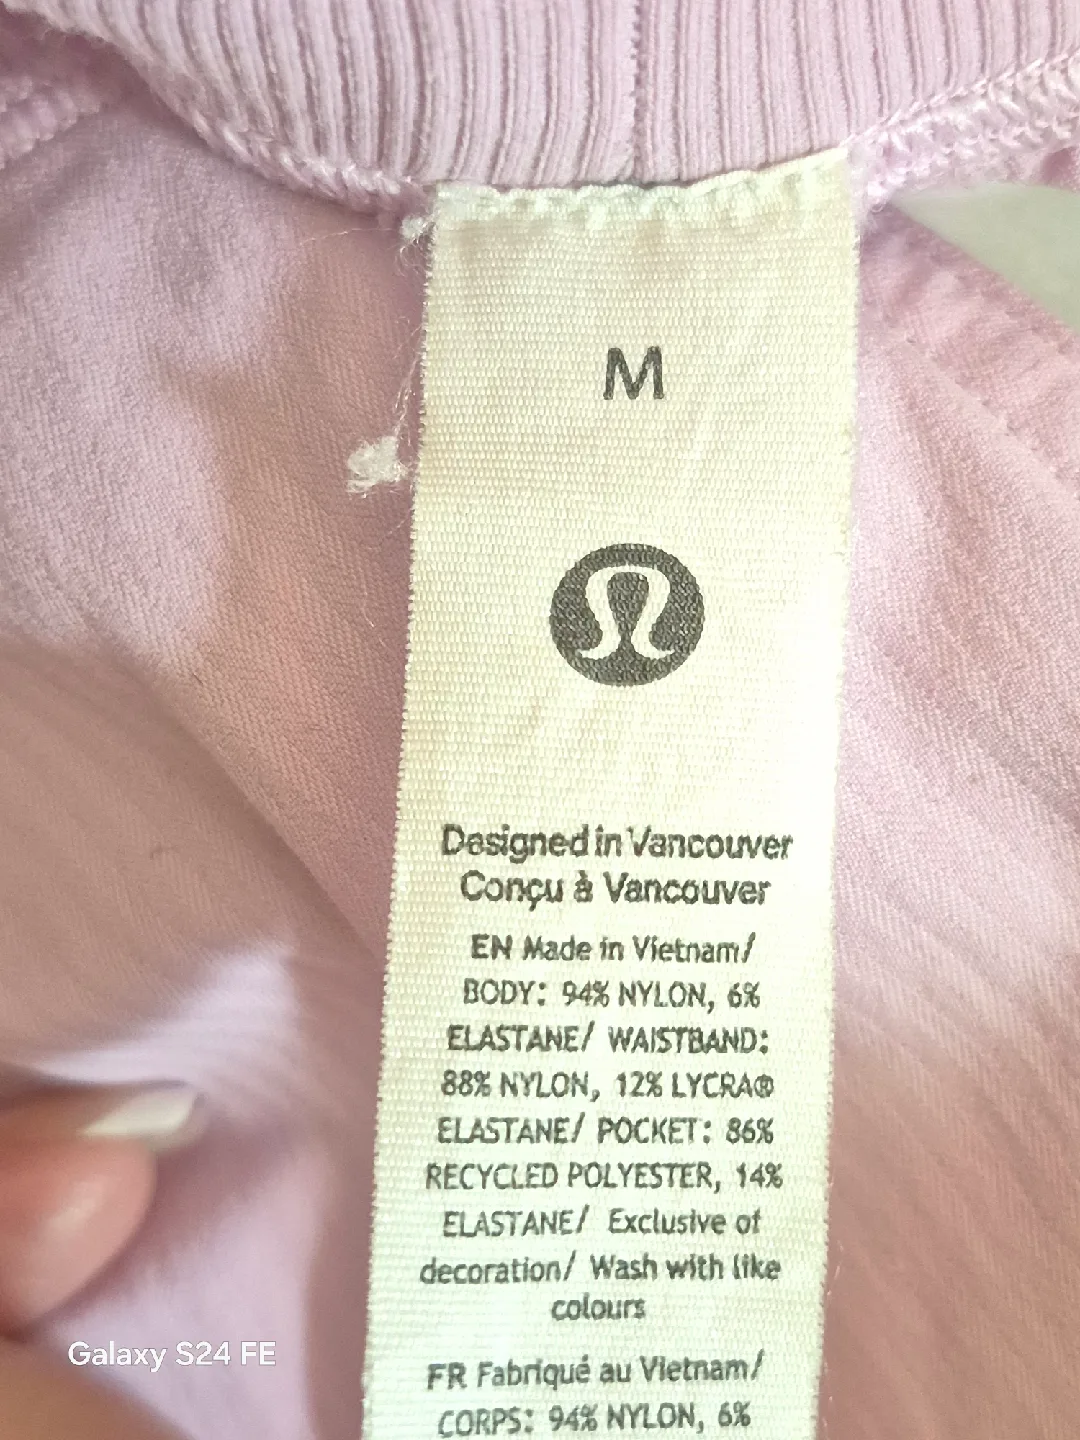 M
Designed in Vancouver
Conçu à Vancouver
EN Made in Vietnam/
BODY: 94% NYLON, 6%
ELASTANE/ WAISTBAND:
88% NYLON, 12% LYCRA®
ELASTANE/ POCKET: 86%
RECYCLED POLYESTER, 14%
ELASTANE/ Exclusive of
decoration/ Wash with like
colours
FR Fabriqué au Vietnam/
CORPS: 94% NYLON, 6%
Galaxy S24 FE